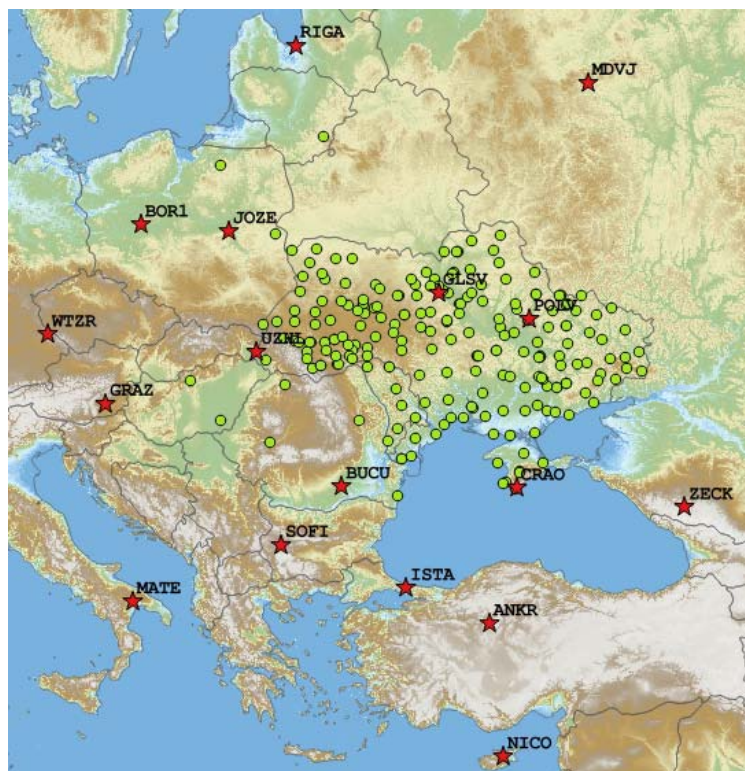 RIGA
MDVJ
BOR1
JOZE
GLSV
POLV
WTZR
UZHL
GRAZ
BUCU
CRAO
ZECK
SOFI
ISTA
MATE
ANKR
NICO